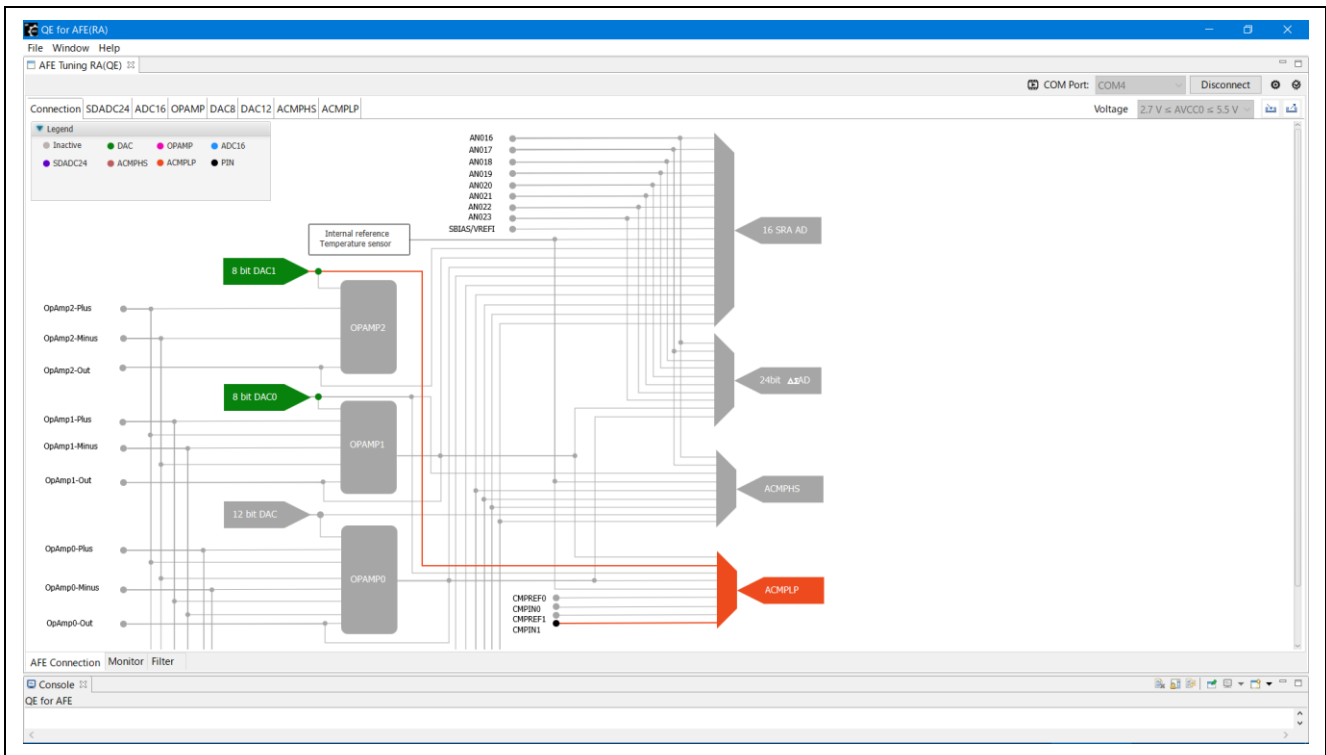 QE for AFE(RA)
File Window Help
AFE Tuning RA(QE)
COM Port: COM4 Disconnect
Connection SDADC24 ADC16 OPAMP DAC8 DAC12 ACMPHS ACMPLP
Voltage 2.7 V ≤ AVCC0 ≤ 5.5 V
Legend
Inactive DAC OPAMP ADC16
SDADC24 ACMPHS ACMPLP PIN
AN016
AN017
AN018
AN019
AN020
AN021
AN022
AN023
SBIAS/VREFI
16 SRA AD
Internal reference
Temperature sensor
8 bit DAC1
OpAmp2-Plus
OPAMP2
OpAmp2-Minus
OpAmp2-Out
24bit ΔΣAD
8 bit DAC0
OpAmp1-Plus
OPAMP1
OpAmp1-Minus
OpAmp1-Out
ACMPHS
12 bit DAC
OpAmp0-Plus
OPAMP0
OpAmp0-Minus
OpAmp0-Out
ACMPLP
CMPREF0
CMPIN0
CMPREF1
CMPIN1
AFE Connection Monitor Filter
Console
QE for AFE